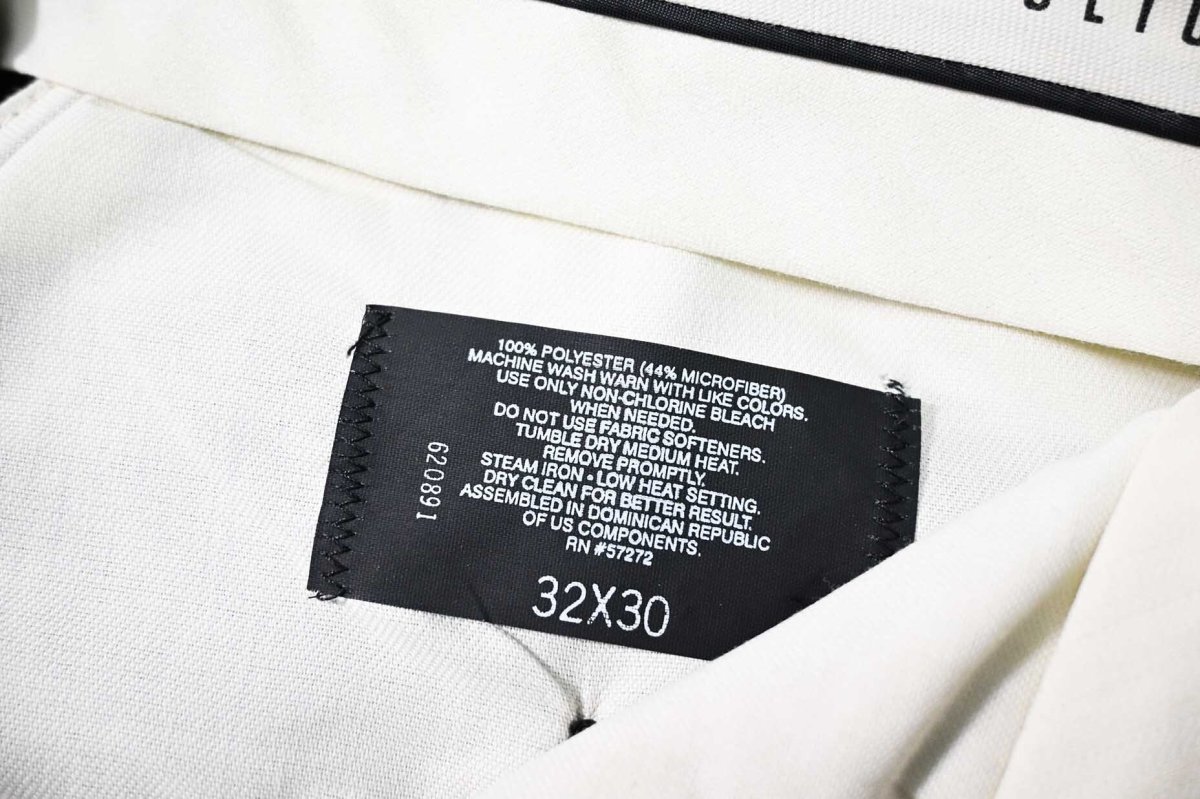 100% POLYESTER (44% MICROFIBER)
MACHINE WASH WARN WITH LIKE COLORS.
USE ONLY NON-CHLORINE BLEACH
WHEN NEEDED.
DO NOT USE FABRIC SOFTENERS.
TUMBLE DRY MEDIUM HEAT.
REMOVE PROMPTLY.
STEAM IRON • LOW HEAT SETTING.
DRY CLEAN FOR BETTER RESULT.
ASSEMBLED IN DOMINICAN REPUBLIC
OF US COMPONENTS.
RN #57272
32X30
620891